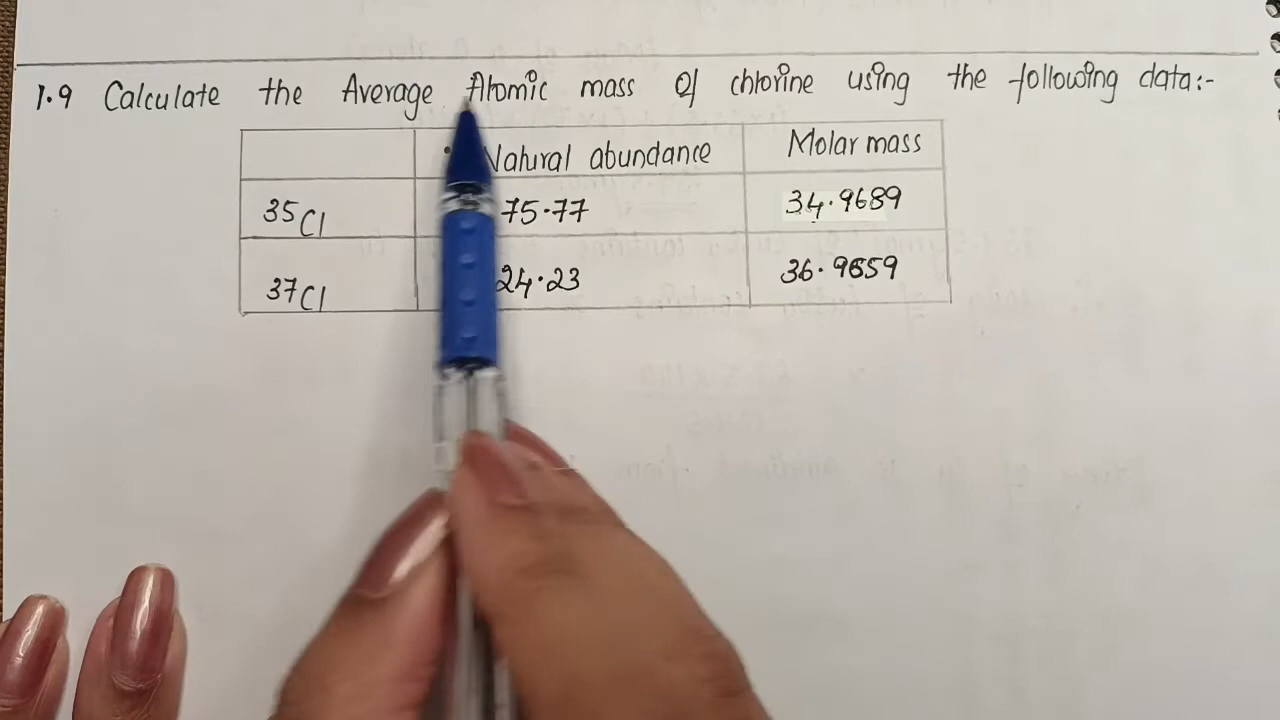 1.9 Calculate the Average Atomic mass of chlorine using the following data:-
Natural abundance Molar mass
35Cl 75.77 34.9689
37Cl 24.23 36.9659